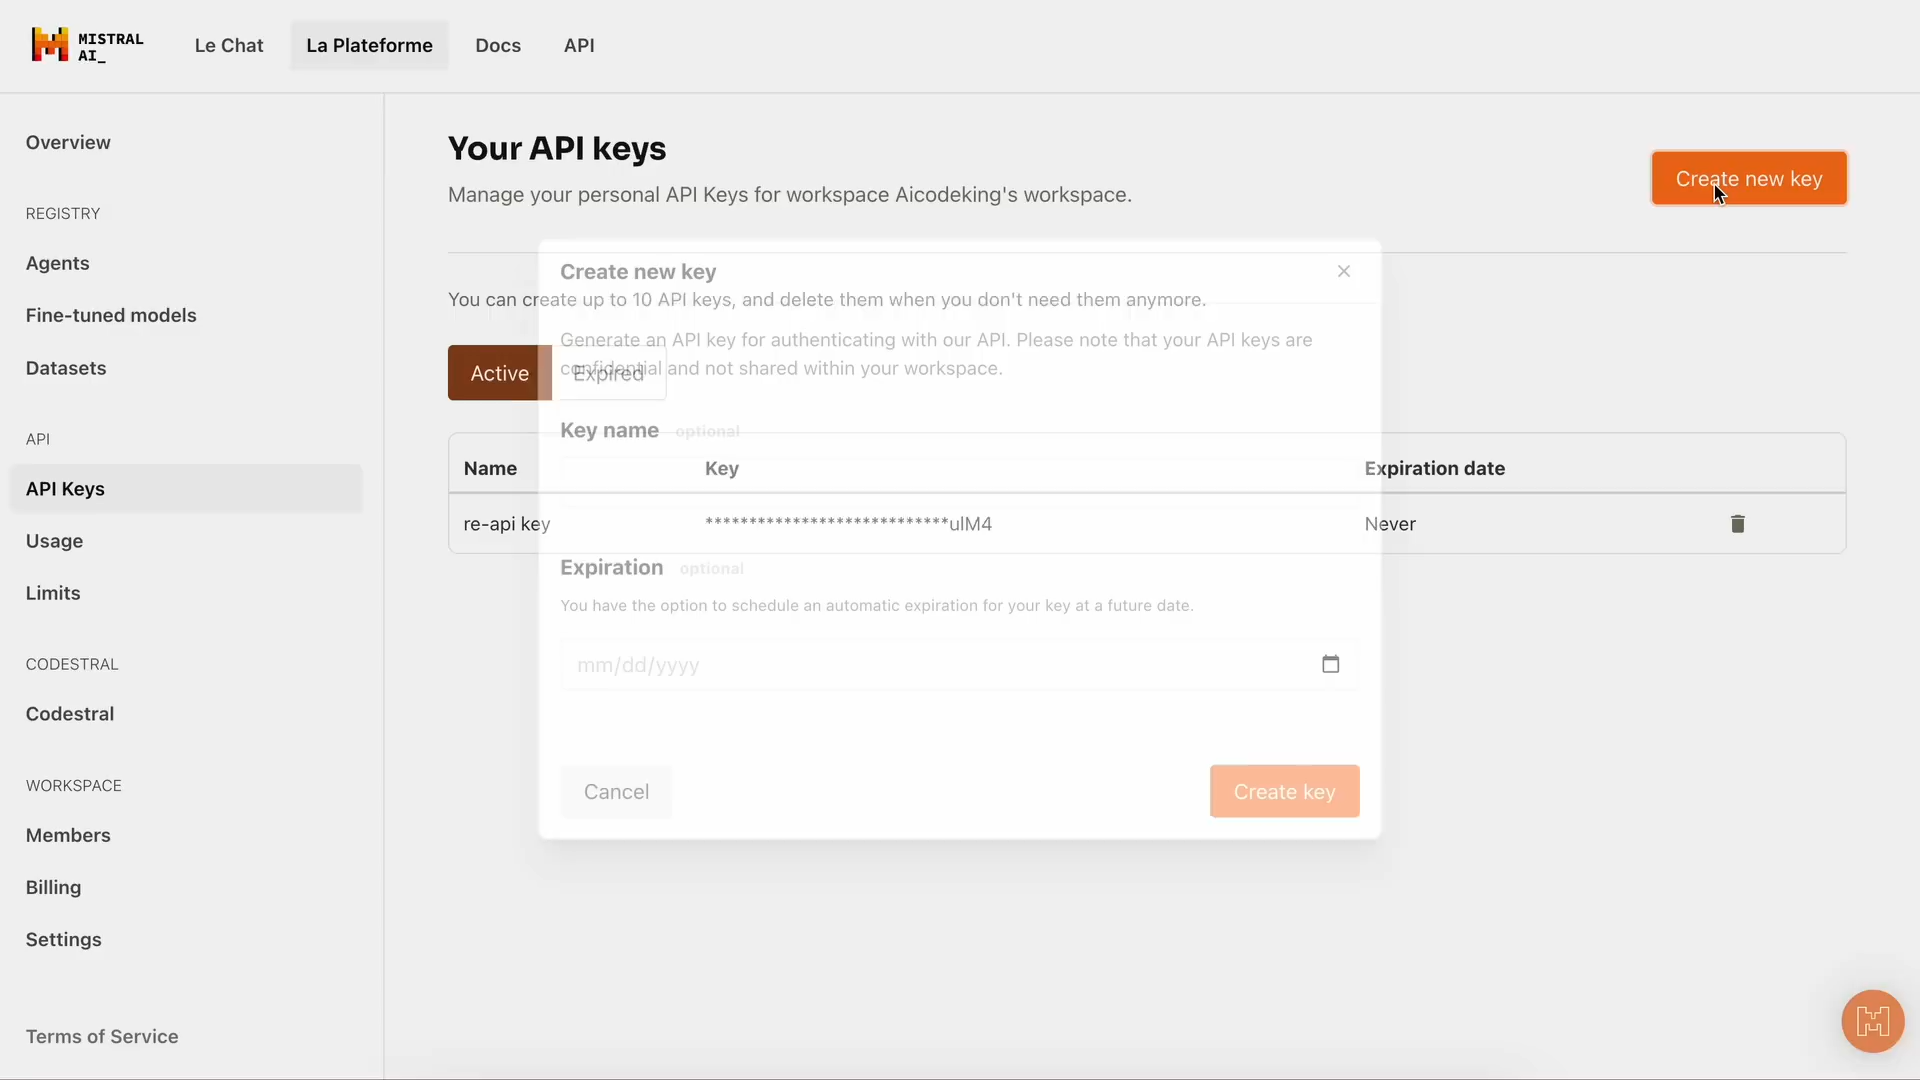 MISTRAL
AI_
Le Chat
La Plateforme
Docs
API
Overview
REGISTRY
Agents
Fine-tuned models
Datasets
API
API Keys
Usage
Limits
CODESTRAL
Codestral
WORKSPACE
Members
Billing
Settings
Terms of Service
Your API keys
Manage your personal API Keys for workspace Aicodeking's workspace.
Create new key
You can create up to 10 API keys, and delete them when you don't need them anymore.
Active
Expired
Name
Key
Expiration date
re-api key
****************************ulM4
Never
Create new key
Generate an API key for authenticating with our API. Please note that your API keys are
confidential and not shared within your workspace.
Key name optional
Expiration optional
You have the option to schedule an automatic expiration for your key at a future date.
mm/dd/yyyy
Cancel
Create key